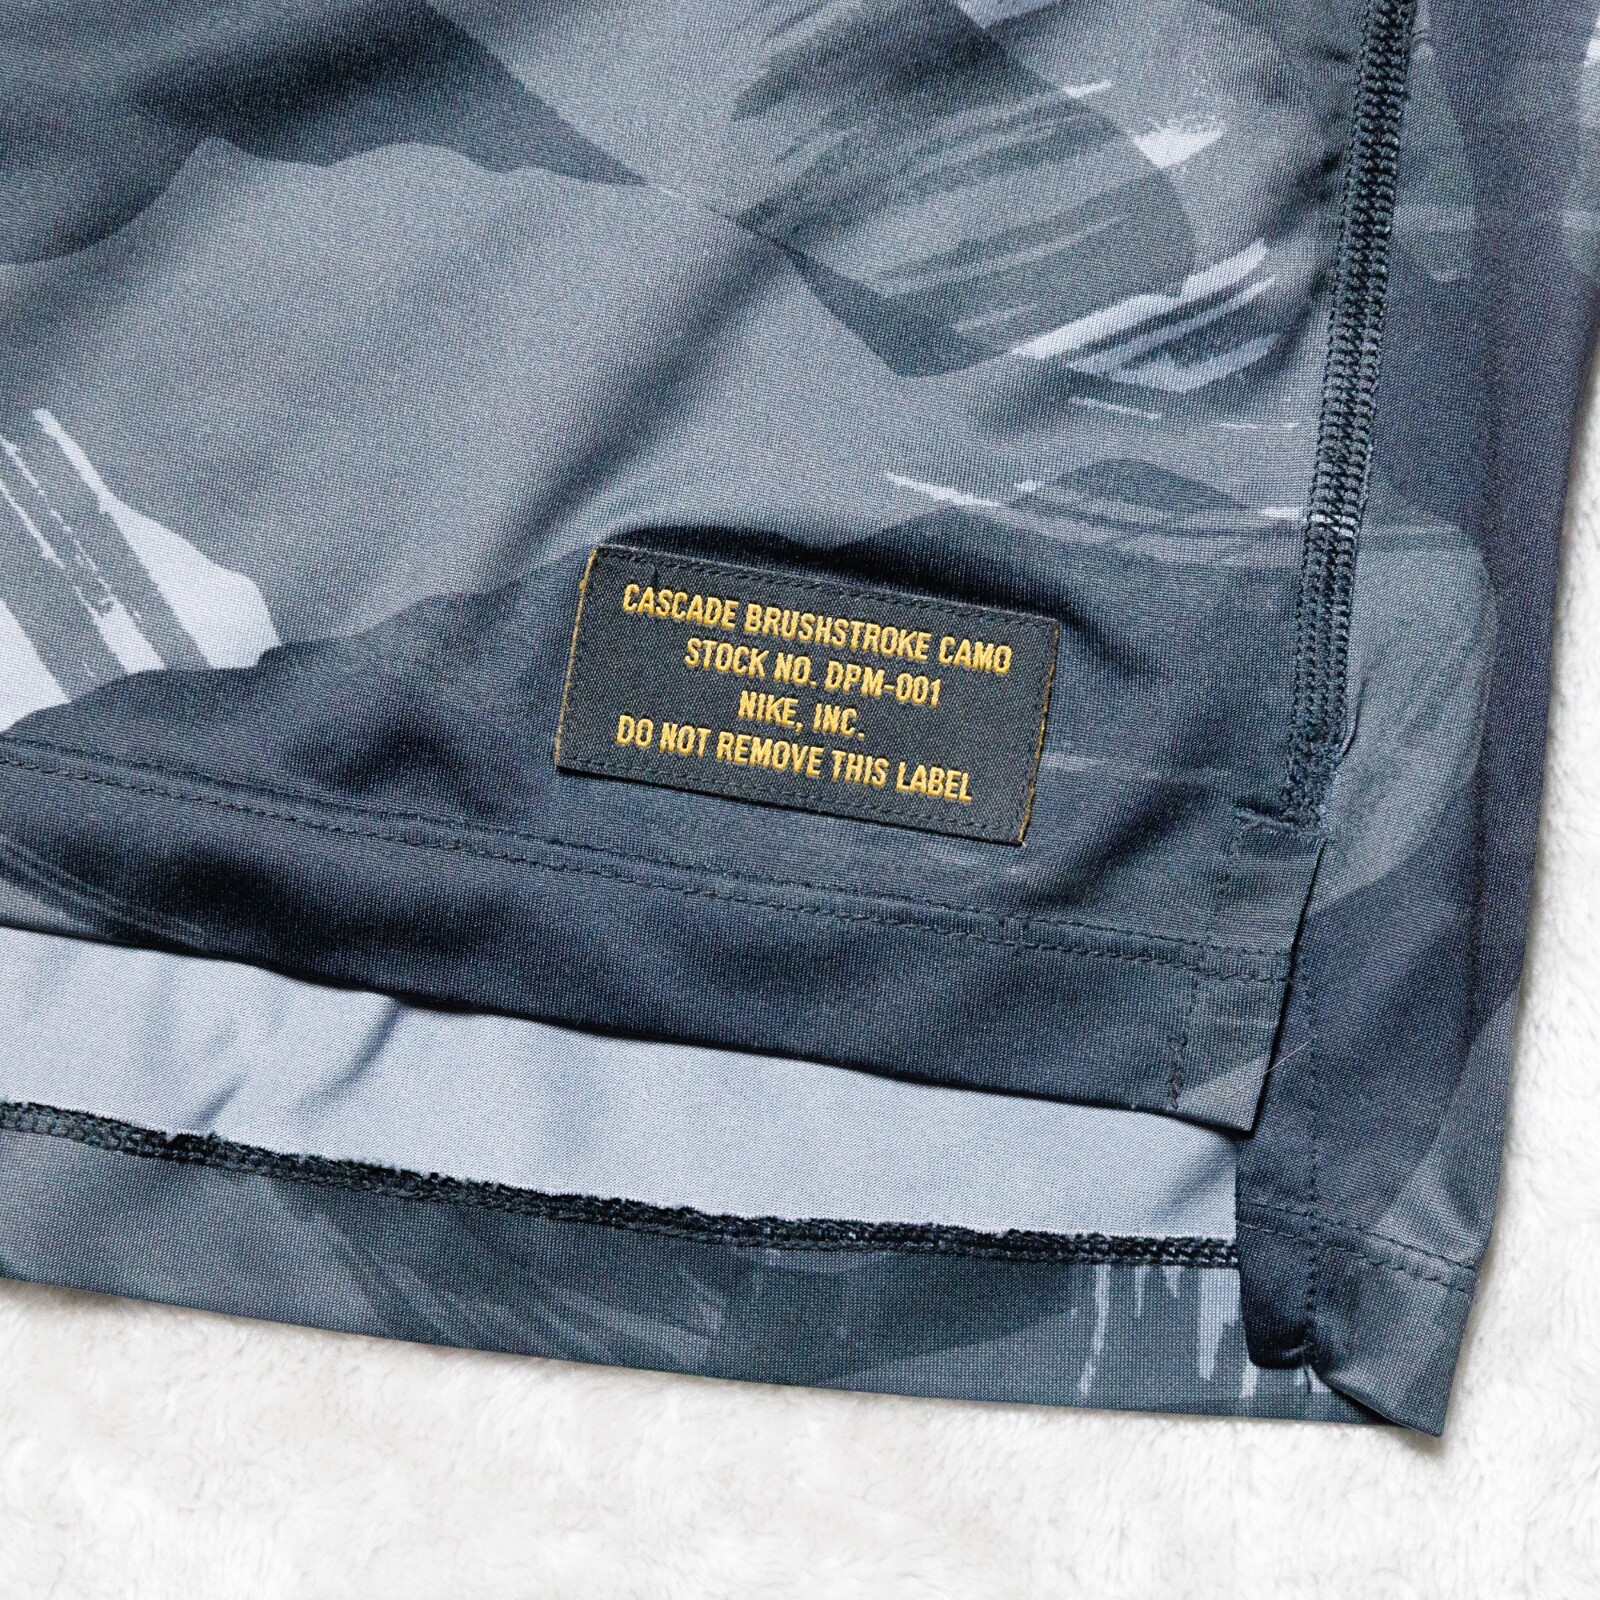 CASCADE BRUSHSTROKE CAMO
STOCK NO. DPM-001
NIKE, INC.
DO NOT REMOVE THIS LABEL